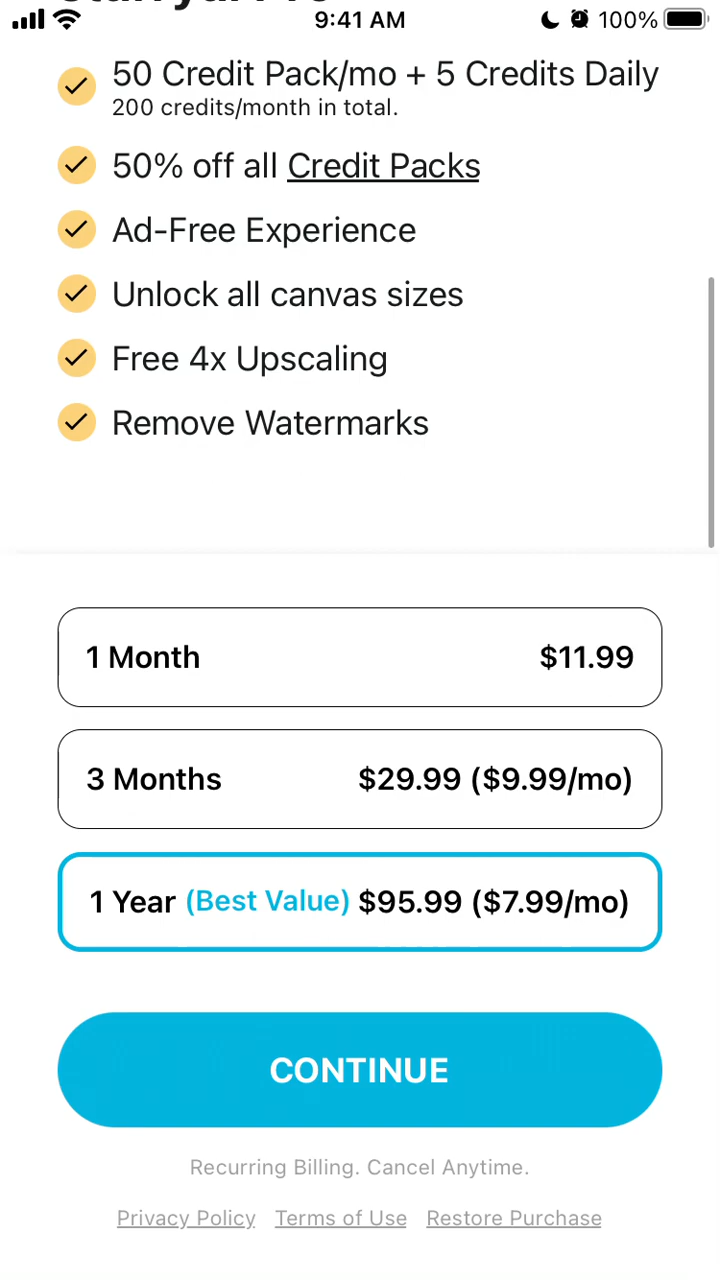 9:41 AM 100%
50 Credit Pack/mo + 5 Credits Daily
200 credits/month in total.
50% off all Credit Packs
Ad-Free Experience
Unlock all canvas sizes
Free 4x Upscaling
Remove Watermarks
1 Month $11.99
3 Months $29.99 ($9.99/mo)
1 Year (Best Value) $95.99 ($7.99/mo)
CONTINUE
Recurring Billing. Cancel Anytime.
Privacy Policy Terms of Use Restore Purchase